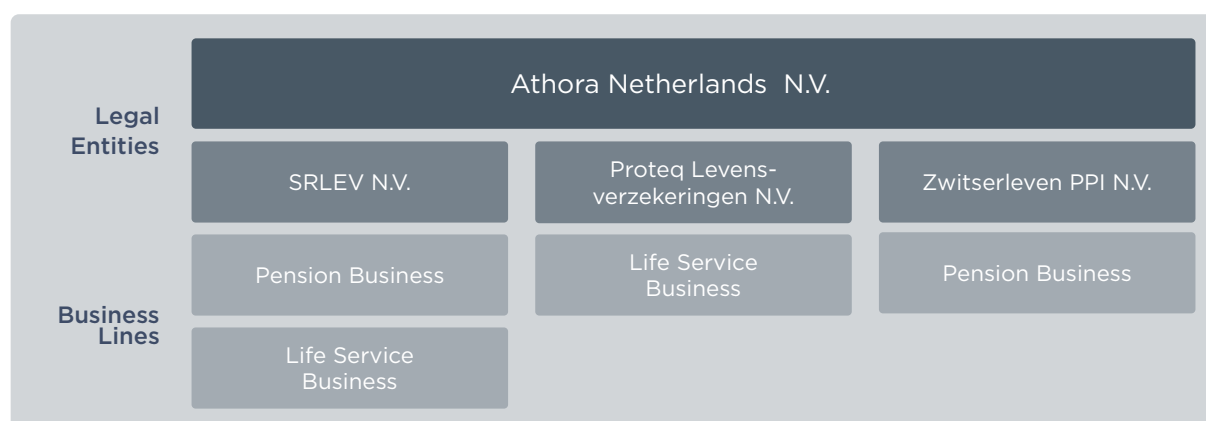 Legal
Entities
Athora Netherlands N.V.
SRLEV N.V.
Proteq Levens-
verzekeringen N.V.
Zwitserleven PPI N.V.
Business
Lines
Pension Business
Life Service
Business
Pension Business
Life Service
Business